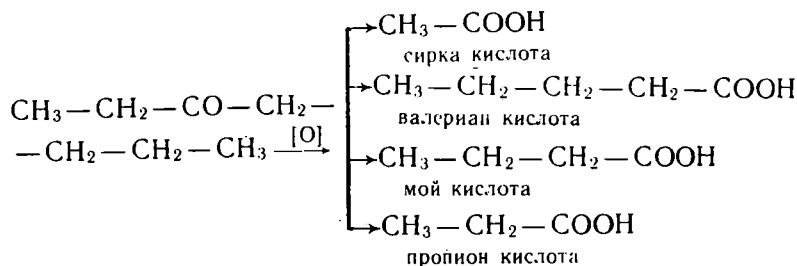 CH₃—COOH
сирка кислота
CH₃—CH₂—CH₂—CH₂—COOH
валериан кислота
CH₃—CH₂—CO—CH₂—
—CH₂—CH₂—CH₃ [O]
CH₃—CH₂—CH₂—COOH
мой кислота
CH₃—CH₂—COOH
пропион кислота